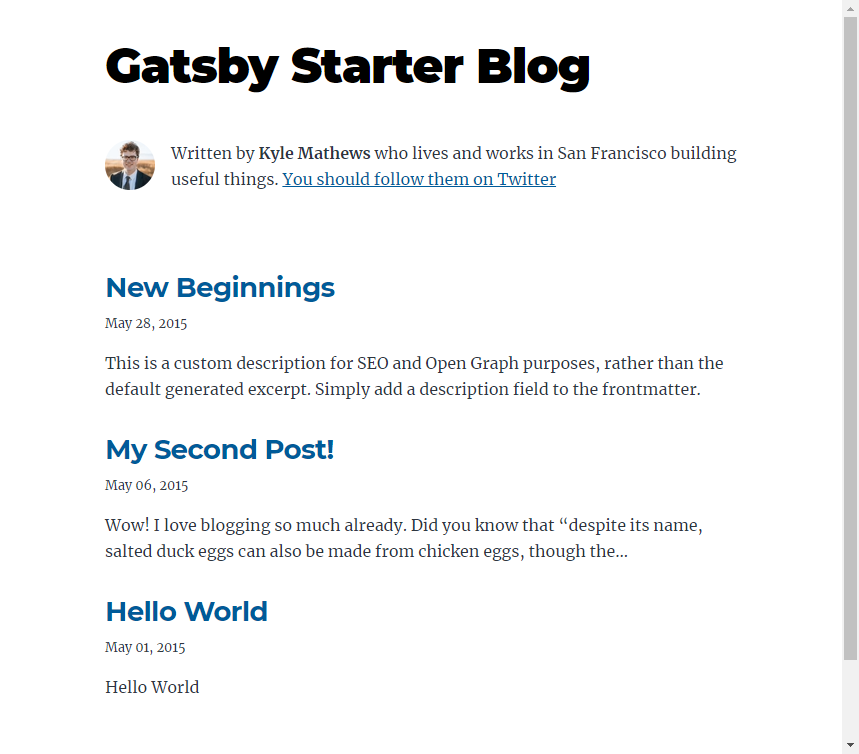 Gatsby Starter Blog
Written by Kyle Mathews who lives and works in San Francisco building
useful things. You should follow them on Twitter
New Beginnings
May 28, 2015
This is a custom description for SEO and Open Graph purposes, rather than the
default generated excerpt. Simply add a description field to the frontmatter.
My Second Post!
May 06, 2015
Wow! I love blogging so much already. Did you know that “despite its name,
salted duck eggs can also be made from chicken eggs, though the…
Hello World
May 01, 2015
Hello World